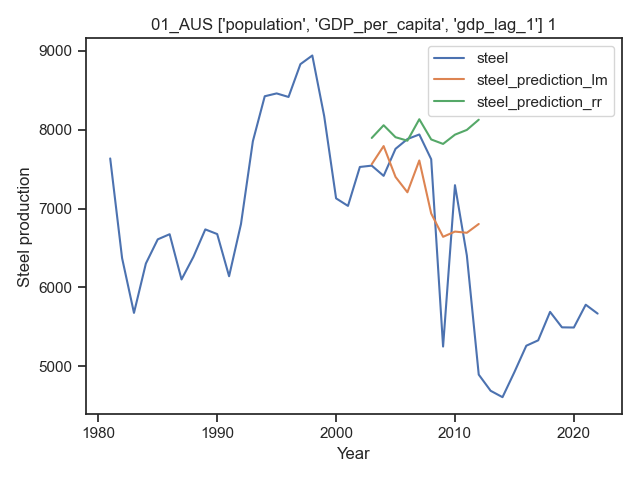 01_AUS ['population', 'GDP_per_capita', 'gdp_lag_1'] 1
steel
steel_prediction_lm
steel_prediction_rr
Steel production
9000
8000
7000
6000
5000
1980
1990
2000
2010
2020
Year